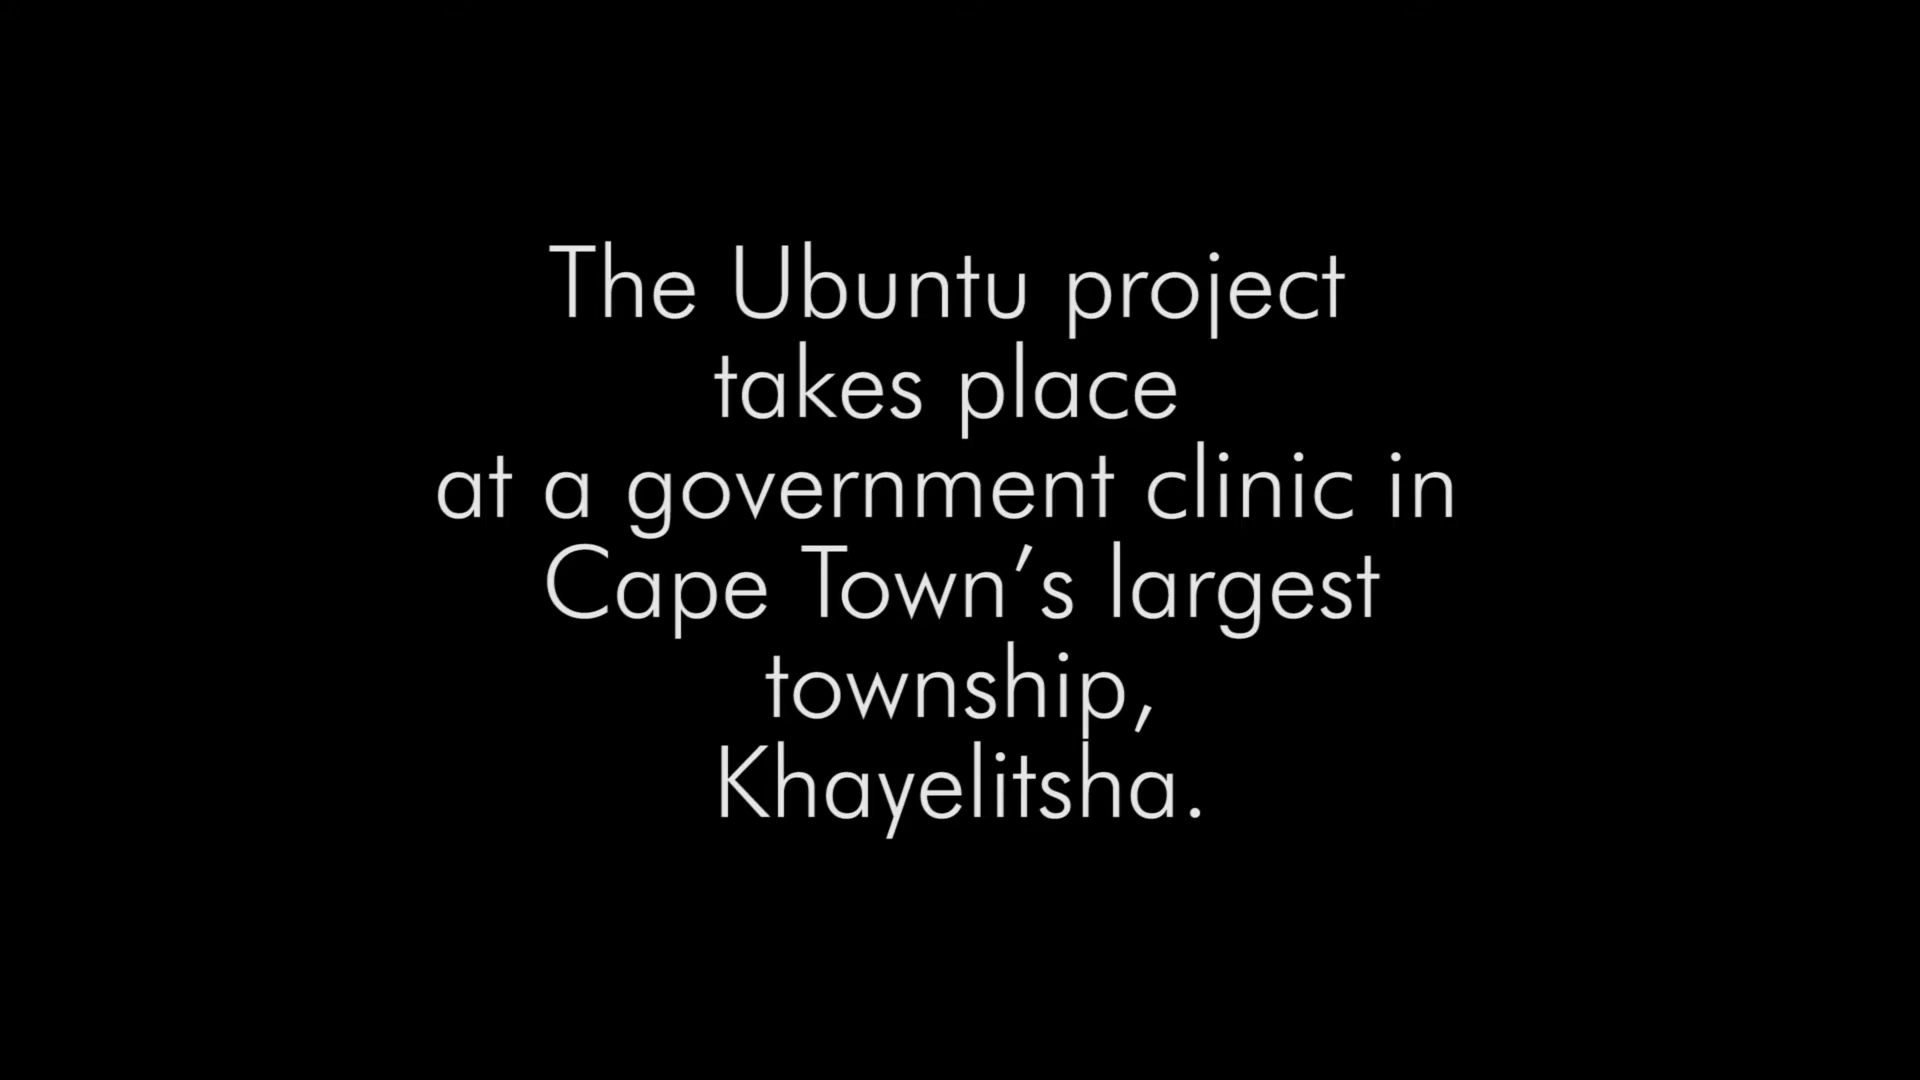 The Ubuntu project
takes place
at a government clinic in
Cape Town’s largest
township,
Khayelitsha.